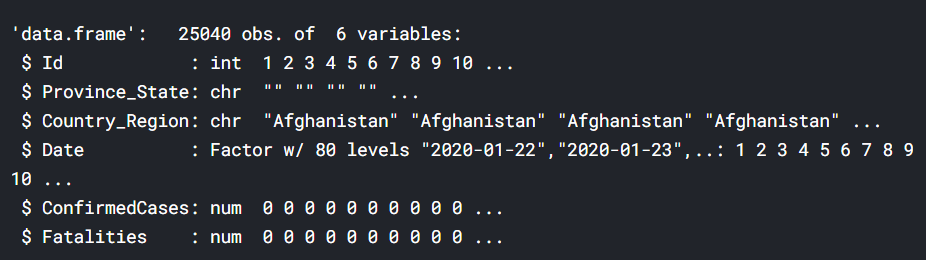 'data.frame':   25040 obs. of  6 variables:
 $ Id            : int  1 2 3 4 5 6 7 8 9 10 ...
 $ Province_State: chr  "" "" "" "" ...
 $ Country_Region: chr  "Afghanistan" "Afghanistan" "Afghanistan" "Afghanistan" ...
 $ Date          : Factor w/ 80 levels "2020-01-22","2020-01-23",..: 1 2 3 4 5 6 7 8 9
10 ...
 $ ConfirmedCases: num  0 0 0 0 0 0 0 0 0 0 ...
 $ Fatalities    : num  0 0 0 0 0 0 0 0 0 0 ...